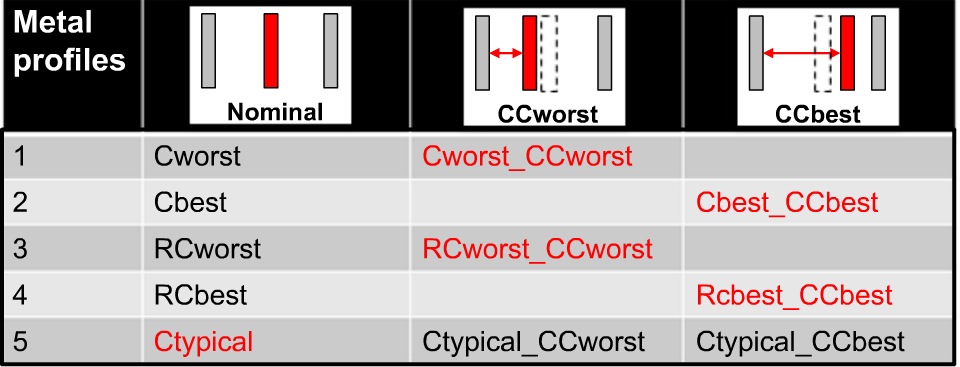 Metal
profiles
Nominal
CCworst
CCbest
1 Cworst Cworst_CCworst
2 Cbest Cbest_CCbest
3 RCworst RCworst_CCworst
4 RCbest Rcbest_CCbest
5 Ctypical Ctypical_CCworst Ctypical_CCbest